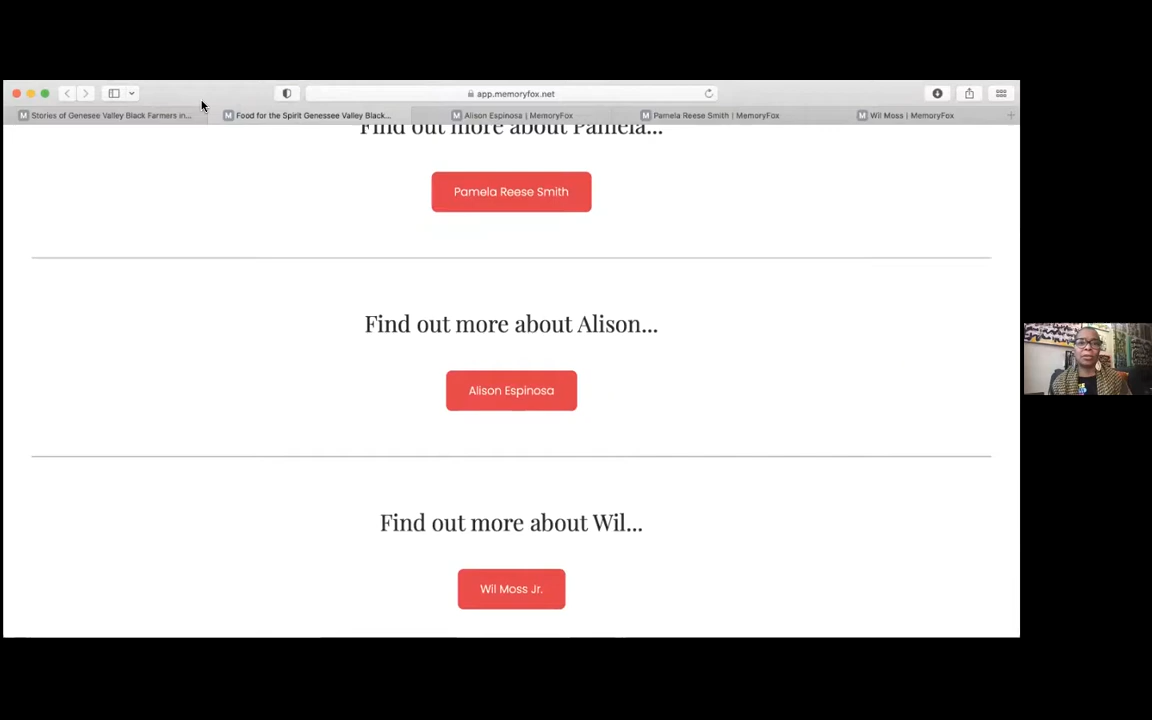 app.memoryfox.net
M Stories of Genesee Valley Black Farmers in...
M Food for the Spirit Genessee Valley Black...
M Alison Espinosa | MemoryFox
M Pamela Reese Smith | MemoryFox
M Wil Moss | MemoryFox
Find out more about Pamela...
Pamela Reese Smith
Find out more about Alison...
Alison Espinosa
Find out more about Wil...
Wil Moss Jr.